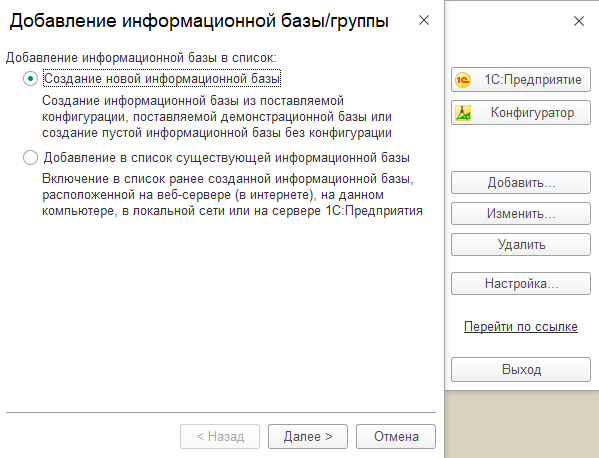 Добавление информационной базы/группы
Добавление информационной базы в список:
Создание новой информационной базы
Создание информационной базы из поставляемой
конфигурации, поставляемой демонстрационной базы или
создание пустой информационной базы без конфигурации
Добавление в список существующей информационной базы
Включение в список ранее созданной информационной базы,
расположенной на веб-сервере (в интернете), на данном
компьютере, в локальной сети или на сервере 1С:Предприятия
< Назад
Далее >
Отмена
1С:Предприятие
Конфигуратор
Добавить...
Изменить...
Удалить
Настройка...
Перейти по ссылке
Выход